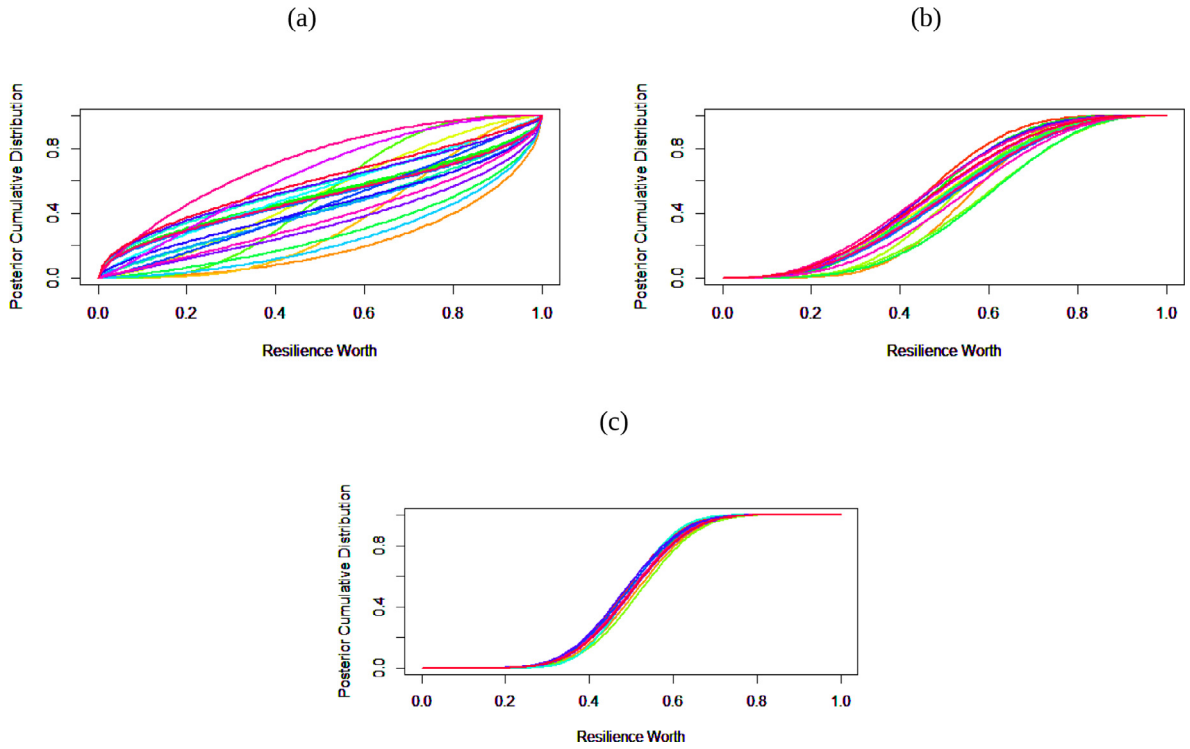 (a)
Posterior Cumulative Distribution
0.0 0.4 0.8
0.0 0.2 0.4 0.6 0.8 1.0
Resilience Worth
(b)
Posterior Cumulative Distribution
0.0 0.4 0.8
0.0 0.2 0.4 0.6 0.8 1.0
Resilience Worth
(c)
Posterior Cumulative Distribution
0.0 0.4 0.8
0.0 0.2 0.4 0.6 0.8 1.0
Resilience Worth